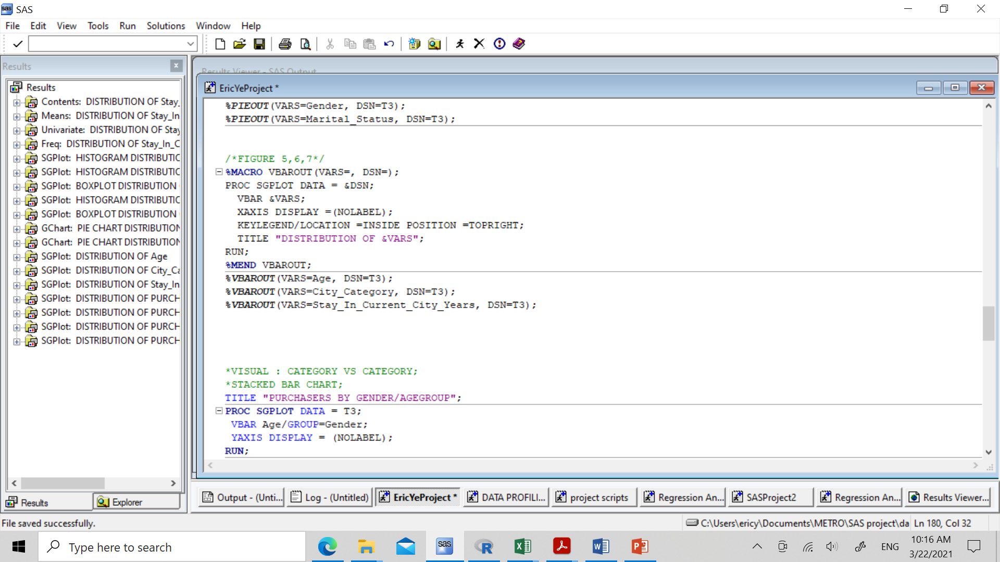 SAS
File Edit View Tools Run Solutions Window Help
Results
Results Viewer - SAS Output
Results
Contents: DISTRIBUTION OF Stay_
Means: DISTRIBUTION OF Stay_In
Univariate: DISTRIBUTION OF Stay
Freq: DISTRIBUTION OF Stay_In_C
SGPlot: HISTOGRAM DISTRIBUTIC
SGPlot: HISTOGRAM DISTRIBUTIC
SGPlot: BOXPLOT DISTRIBUTION
SGPlot: HISTOGRAM DISTRIBUTIC
SGPlot: BOXPLOT DISTRIBUTION
GChart: PIE CHART DISTRIBUTION
GChart: PIE CHART DISTRIBUTION
SGPlot: DISTRIBUTION OF Age
SGPlot: DISTRIBUTION OF City_Ca
SGPlot: DISTRIBUTION OF Stay_In
SGPlot: DISTRIBUTION OF PURCH
SGPlot: DISTRIBUTION OF PURCH
SGPlot: DISTRIBUTION OF PURCH
SGPlot: DISTRIBUTION OF PURCH
Results Explorer
EricYeProject *
%PIEOUT(VARS=Gender, DSN=T3);
%PIEOUT(VARS=Marital_Status, DSN=T3);
/*FIGURE 5,6,7*/
%MACRO VBAROUT(VARS=, DSN=);
PROC SGPLOT DATA = &DSN;
VBAR &VARS;
XAXIS DISPLAY =(NOLABEL);
KEYLEGEND/LOCATION =INSIDE POSITION =TOPRIGHT;
TITLE "DISTRIBUTION OF &VARS";
RUN;
%MEND VBAROUT;
%VBAROUT(VARS=Age, DSN=T3);
%VBAROUT(VARS=City_Category, DSN=T3);
%VBAROUT(VARS=Stay_In_Current_City_Years, DSN=T3);
*VISUAL : CATEGORY VS CATEGORY;
*STACKED BAR CHART;
TITLE "PURCHASERS BY GENDER/AGEGROUP";
PROC SGPLOT DATA = T3;
VBAR Age/GROUP=Gender;
YAXIS DISPLAY = (NOLABEL);
RUN;
Output - (Unti... Log - (Untitled) EricYeProject * DATA PROFILI... project scripts Regression An... SASProject2 Regression An... Results Viewer...
File saved successfully. C:\Users\ericy\Documents\METRO\SAS project\da Ln 180, Col 32
Type here to search
ENG
10:16 AM
3/22/2021